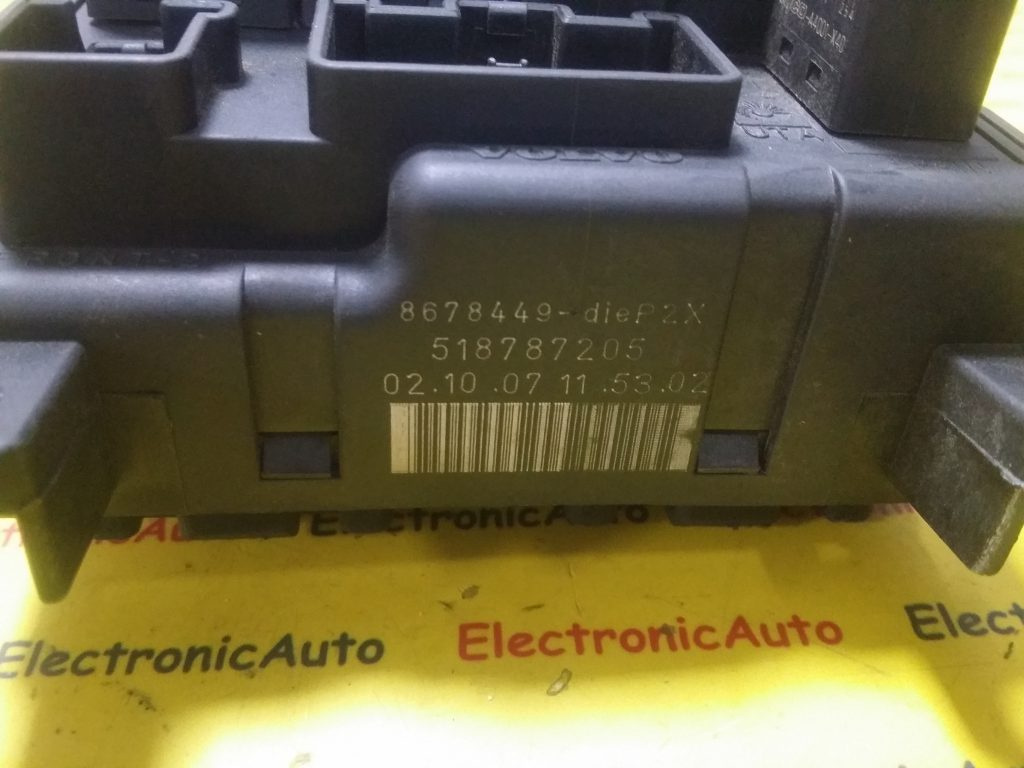 VOLVO
8678449-dieP2X
518787205
02.10.07 11.53.02
ElectronicAuto
ElectronicAuto
ElectronicAuto